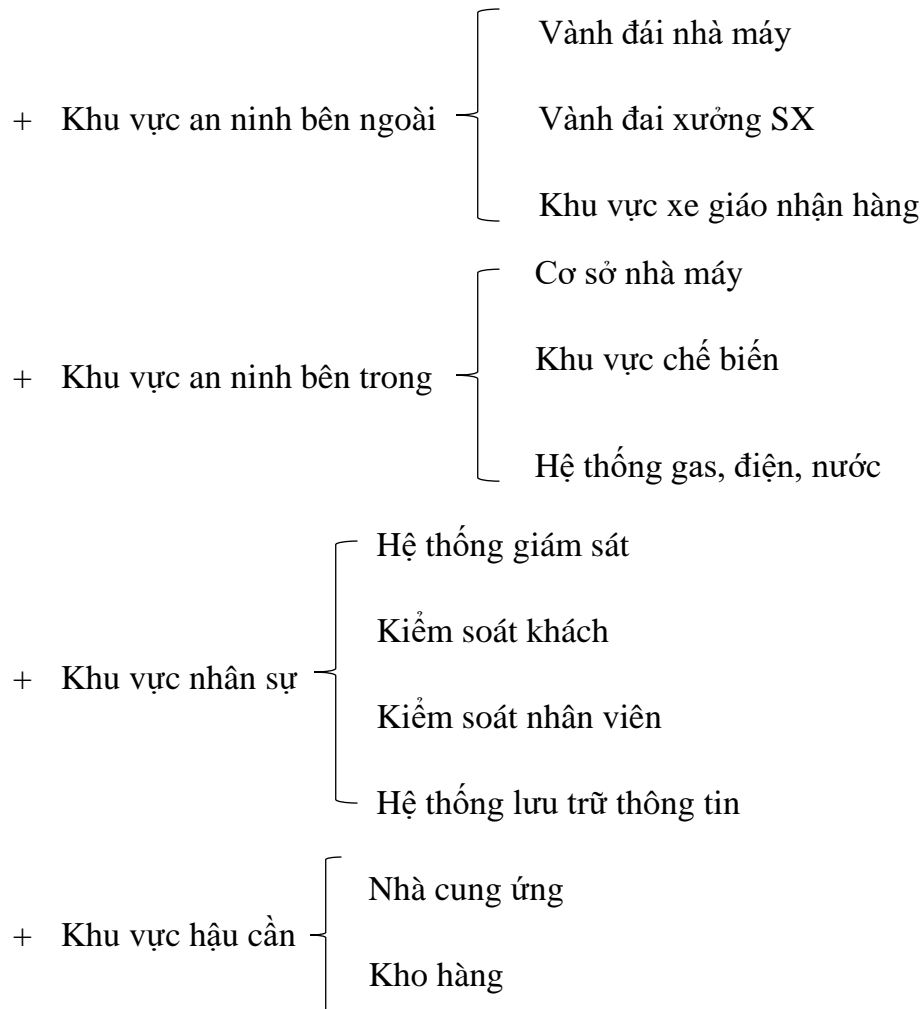 Vành đái nhà máy
+ Khu vực an ninh bên ngoài
Vành đai xưởng SX
Khu vực xe giáo nhận hàng
Cơ sở nhà máy
Khu vực chế biến
+ Khu vực an ninh bên trong
Hệ thống gas, điện, nước
Hệ thống giám sát
Kiểm soát khách
+ Khu vực nhân sự
Kiểm soát nhân viên
Hệ thống lưu trữ thông tin
Nhà cung ứng
+ Khu vực hậu cần
Kho hàng